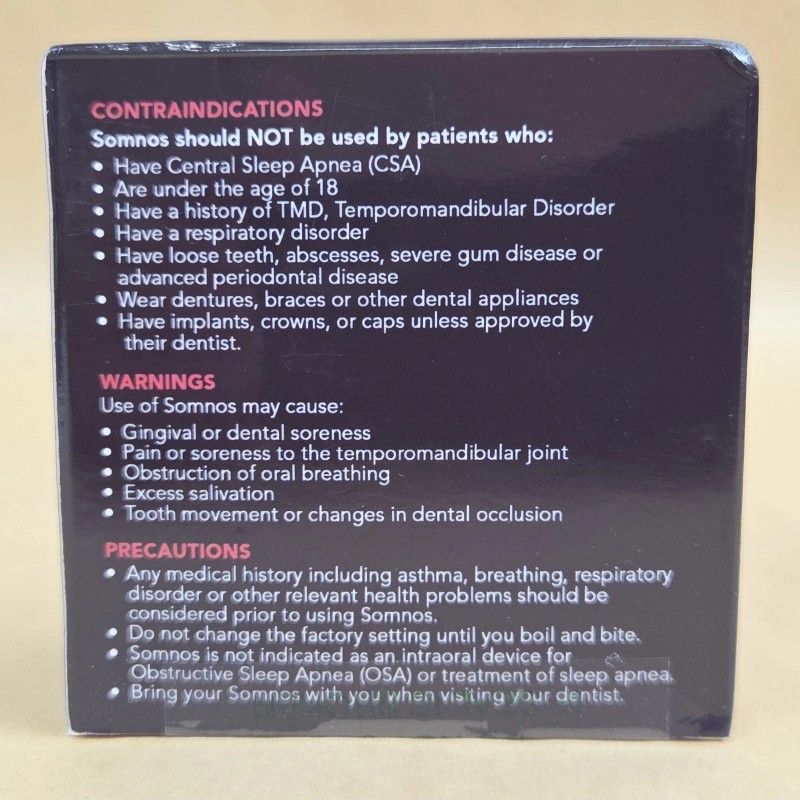 CONTRAINDICATIONS
Somnos should NOT be used by patients who:
• Have Central Sleep Apnea (CSA)
• Are under the age of 18
• Have a history of TMD, Temporomandibular Disorder
• Have a respiratory disorder
• Have loose teeth, abscesses, severe gum disease or
advanced periodontal disease
• Wear dentures, braces or other dental appliances
• Have implants, crowns, or caps unless approved by
their dentist.
WARNINGS
Use of Somnos may cause:
• Gingival or dental soreness
• Pain or soreness to the temporomandibular joint
• Obstruction of oral breathing
• Excess salivation
• Tooth movement or changes in dental occlusion
PRECAUTIONS
• Any medical history including asthma, breathing, respiratory
disorder or other relevant health problems should be
considered prior to using Somnos.
• Do not change the factory setting until you boil and bite.
• Somnos is not indicated as an intraoral device for
Obstructive Sleep Apnea (OSA) or treatment of sleep apnea.
• Bring your Somnos with you when visiting your dentist.